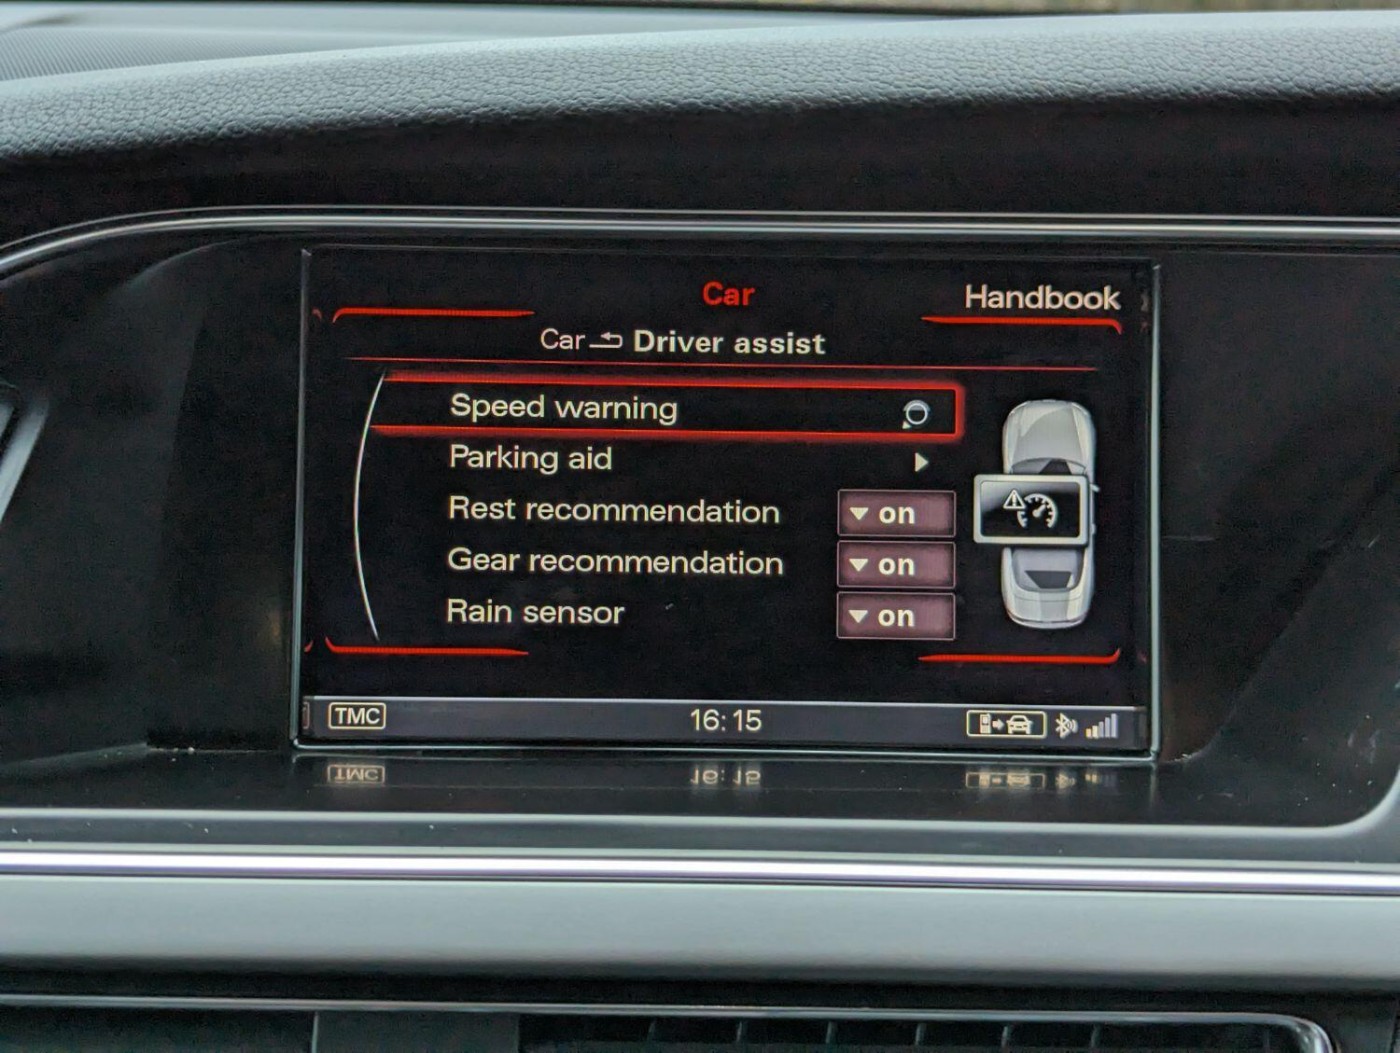 Car
Handbook
Car Driver assist
Speed warning
Parking aid
Rest recommendation on
Gear recommendation on
Rain sensor on
TMC 16:15